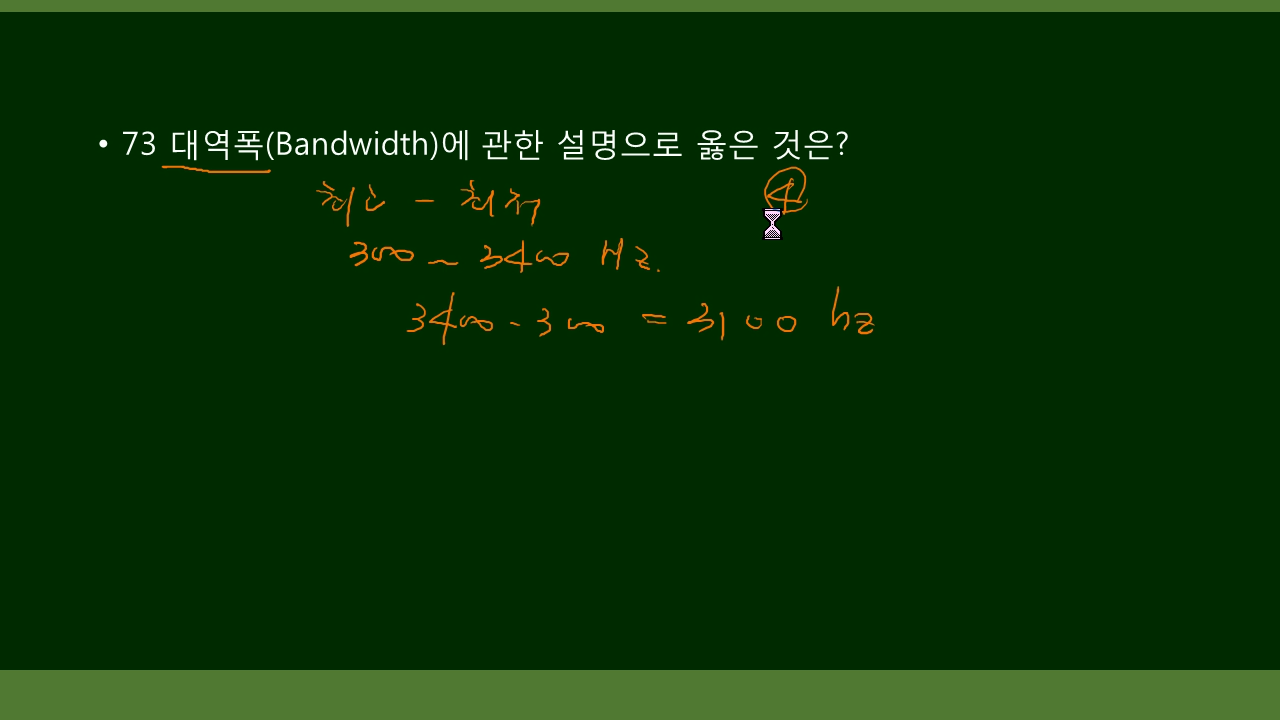 • 73 대역폭(Bandwidth)에 관한 설명으로 옳은 것은?
최고 - 최저 ④
300 ~ 3400 Hz.
3400 - 300 = 3100 hz